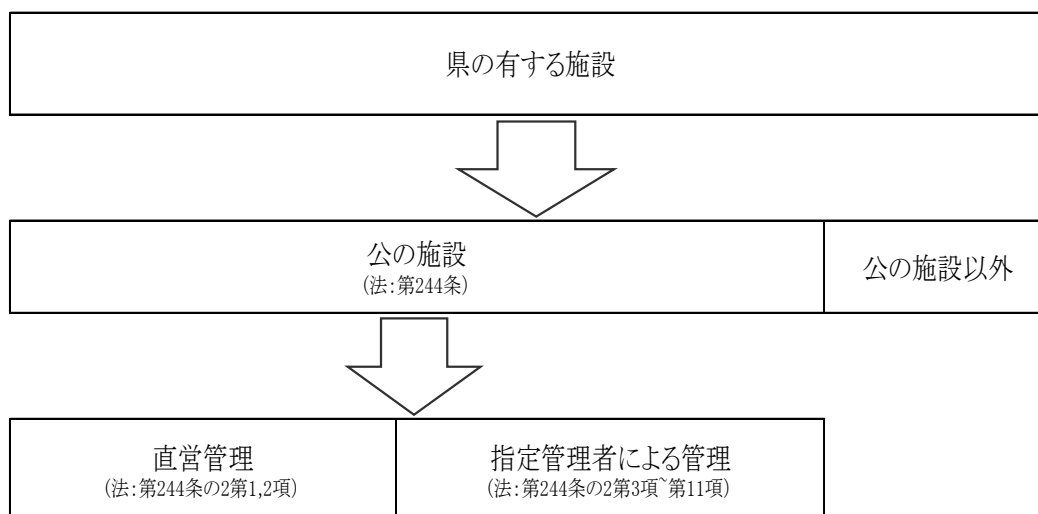 県の有する施設
公の施設
(法:第244条)
公の施設以外
直営管理
(法:第244条の2第1,2項)
指定管理者による管理
(法:第244条の2第3項~第11項)